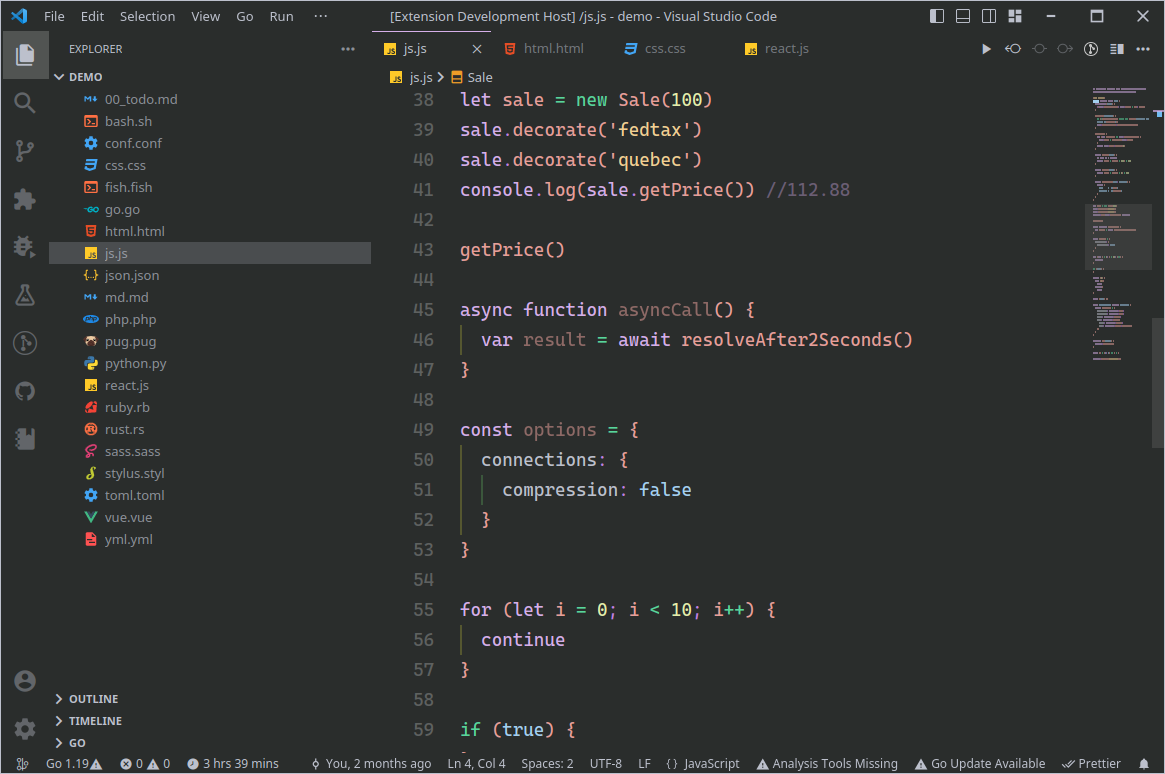 File Edit Selection View Go Run ··· [Extension Development Host] /js.js - demo - Visual Studio Code
EXPLORER
DEMO
00_todo.md
bash.sh
conf.conf
css.css
fish.fish
go.go
html.html
js.js
json.json
md.md
php.php
pug.pug
python.py
react.js
ruby.rb
rust.rs
sass.sass
stylus.styl
toml.toml
vue.vue
yml.yml
OUTLINE
TIMELINE
GO
js.js html.html css.css react.js
js.js > Sale
38 let sale = new Sale(100)
39 sale.decorate('fedtax')
40 sale.decorate('quebec')
41 console.log(sale.getPrice()) //112.88
42
43 getPrice()
44
45 async function asyncCall() {
46 var result = await resolveAfter2Seconds()
47 }
48
49 const options = {
50 connections: {
51 compression: false
52 }
53 }
54
55 for (let i = 0; i < 10; i++) {
56 continue
57 }
58
59 if (true) {
Go 1.19 0 0 3 hrs 39 mins You, 2 months ago Ln 4, Col 4 Spaces: 2 UTF-8 LF { } JavaScript Analysis Tools Missing Go Update Available Prettier